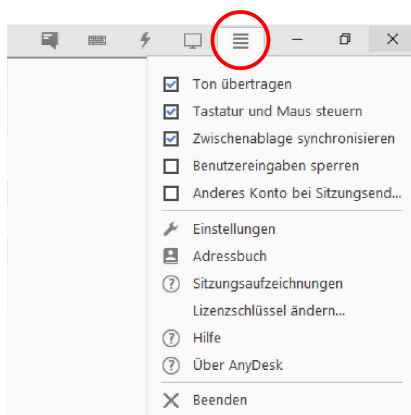 Ton übertragen
Tastatur und Maus steuern
Zwischenablage synchronisieren
Benutzereingaben sperren
Anderes Konto bei Sitzungsend...
Einstellungen
Adressbuch
Sitzungsaufzeichnungen
Lizenzschlüssel ändern...
Hilfe
Über AnyDesk
Beenden